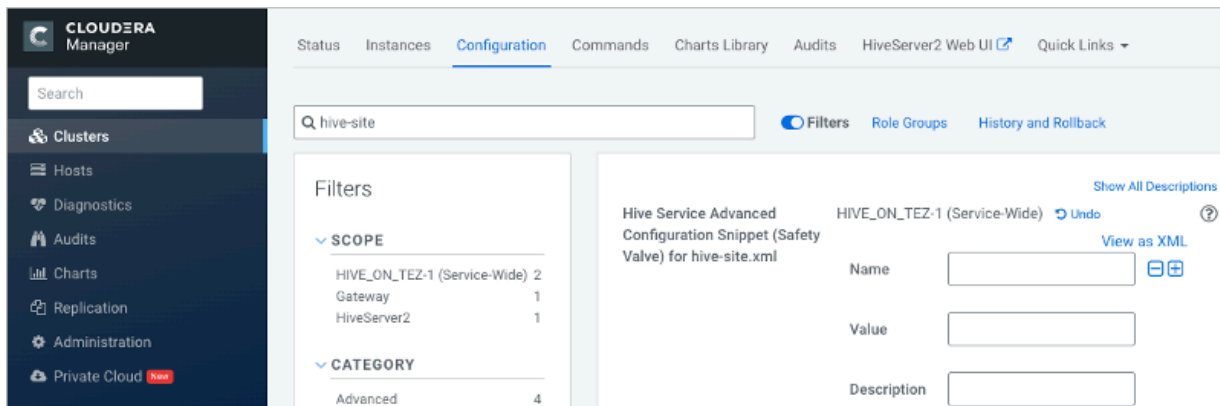 CLOUDERA
Manager
Search
Clusters
Hosts
Diagnostics
Audits
Charts
Replication
Administration
Private Cloud New
Status Instances Configuration Commands Charts Library Audits HiveServer2 Web UI Quick Links
hive-site
Filters Role Groups History and Rollback
Filters
SCOPE
HIVE_ON_TEZ-1 (Service-Wide) 2
Gateway 1
HiveServer2 1
CATEGORY
Advanced 4
Show All Descriptions
Hive Service Advanced
Configuration Snippet (Safety
Valve) for hive-site.xml
HIVE_ON_TEZ-1 (Service-Wide) Undo ?
View as XML
Name
Value
Description